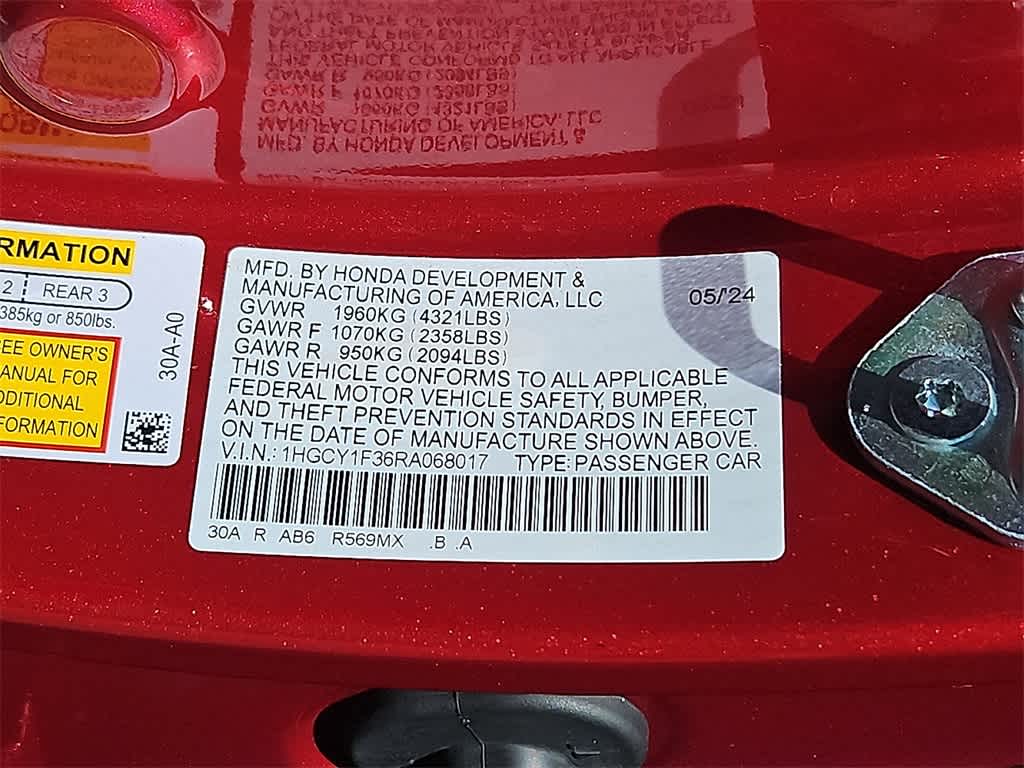 RMATION
2 REAR 3
385kg or 850lbs.
EE OWNER'S
ANUAL FOR
DDITIONAL
FORMATION
30A-A0
MFD. BY HONDA DEVELOPMENT &
MANUFACTURING OF AMERICA, LLC
05/'24
GVWR 1960KG (4321LBS)
GAWR F 1070KG (2358LBS)
GAWR R 950KG (2094LBS)
THIS VEHICLE CONFORMS TO ALL APPLICABLE
FEDERAL MOTOR VEHICLE SAFETY, BUMPER,
AND THEFT PREVENTION STANDARDS IN EFFECT
ON THE DATE OF MANUFACTURE SHOWN ABOVE.
V.I.N.: 1HGCY1F36RA068017 TYPE: PASSENGER CAR
30A R AB6 R569MX .B .A